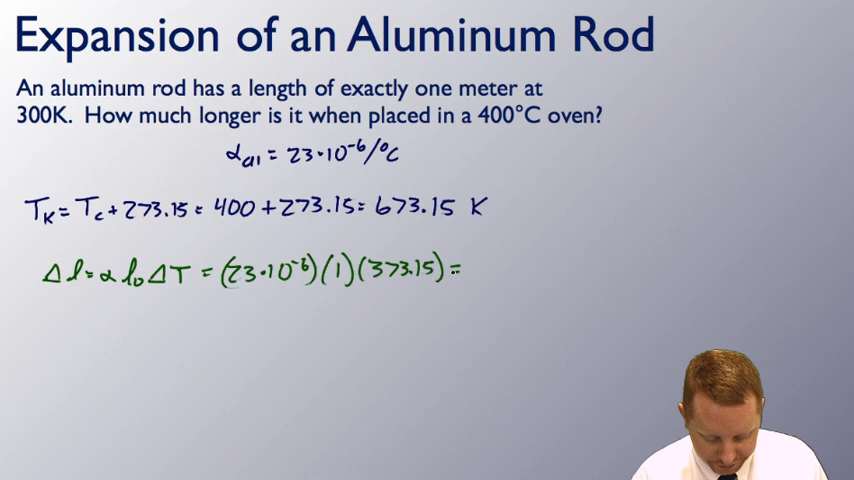 Expansion of an Aluminum Rod
An aluminum rod has a length of exactly one meter at
300K. How much longer is it when placed in a 400°C oven?
α_al = 23·10⁻⁶/°C
T_K = T_C + 273.15 = 400 + 273.15 = 673.15 K
Δl = α l₀ ΔT = (23·10⁻⁶)(1)(373.15) =